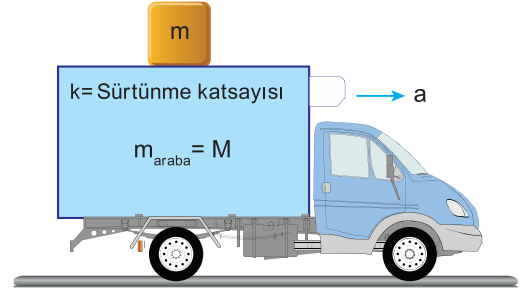 m
k= Sürtünme katsayısı
a
m_araba = M